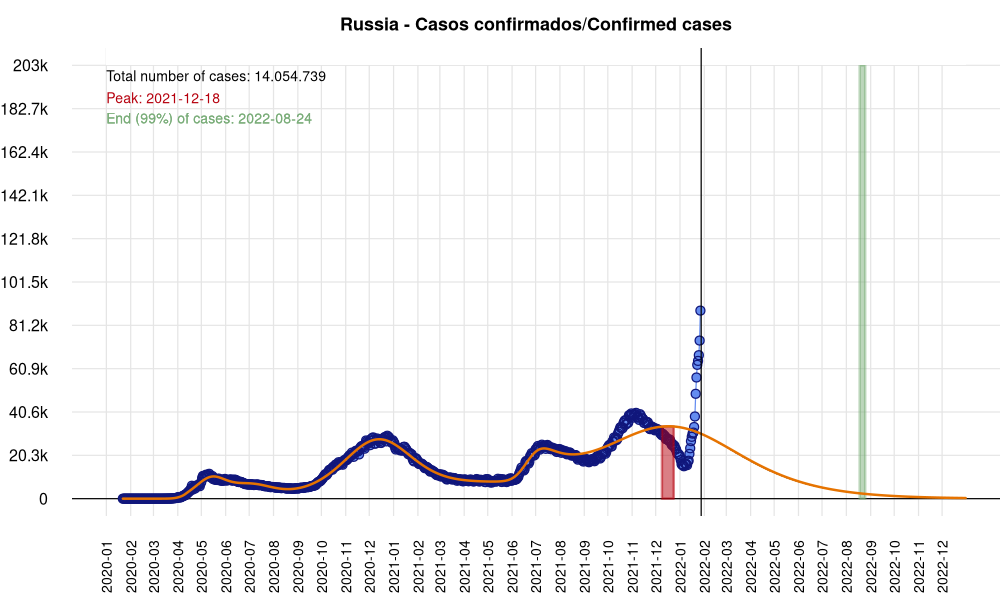 Russia - Casos confirmados/Confirmed cases
Total number of cases: 14.054.739
Peak: 2021-12-18
End (99%) of cases: 2022-08-24
203k
182.7k
162.4k
142.1k
121.8k
101.5k
81.2k
60.9k
40.6k
20.3k
0
2020-01
2020-02
2020-03
2020-04
2020-05
2020-06
2020-07
2020-08
2020-09
2020-10
2020-11
2020-12
2021-01
2021-02
2021-03
2021-04
2021-05
2021-06
2021-07
2021-08
2021-09
2021-10
2021-11
2021-12
2022-01
2022-02
2022-03
2022-04
2022-05
2022-06
2022-07
2022-08
2022-09
2022-10
2022-11
2022-12